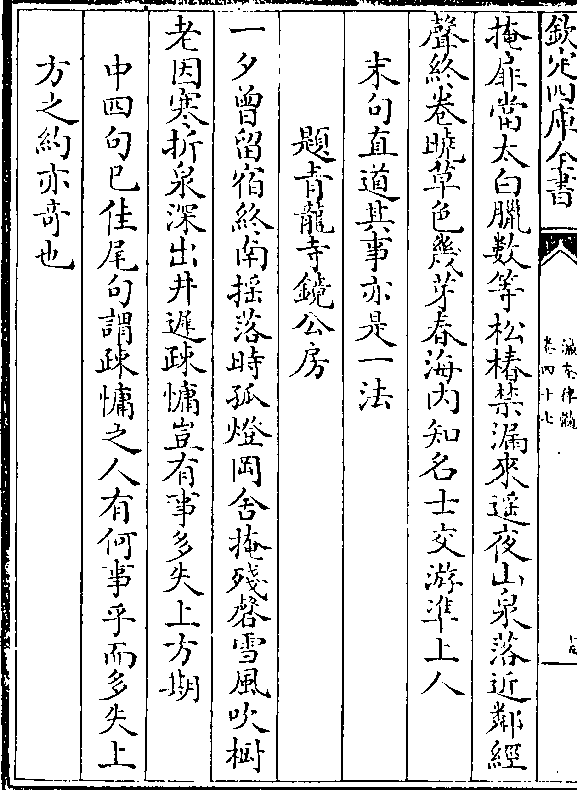 欽定四庫全書
瀛奎律髓
卷四十七
掩扉當太白臘數等松椿禁漏來遥夜山泉落近鄰經
聲終卷曉草色幾芽春海内知名士交游準上人
末句直道其事亦是一法
題青龍寺鏡公房
一夕曽留宿終南揺落時孤燈岡舍掩殘磬雪風吹樹
老因寒折泉深出井遲疎慵豈有事多失上方期
中四句已佳尾句謂疎慵之人有何事乎而多失上
方之約亦竒也